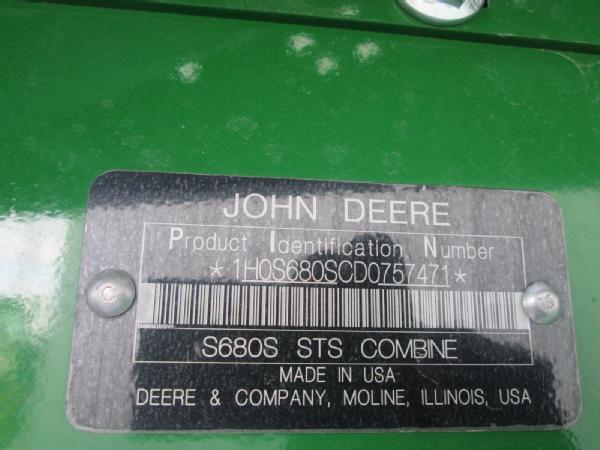 JOHN DEERE
Product Identification Number
*1H0S680SCD0757471*
S680S STS COMBINE
MADE IN USA
DEERE & COMPANY, MOLINE, ILLINOIS, USA